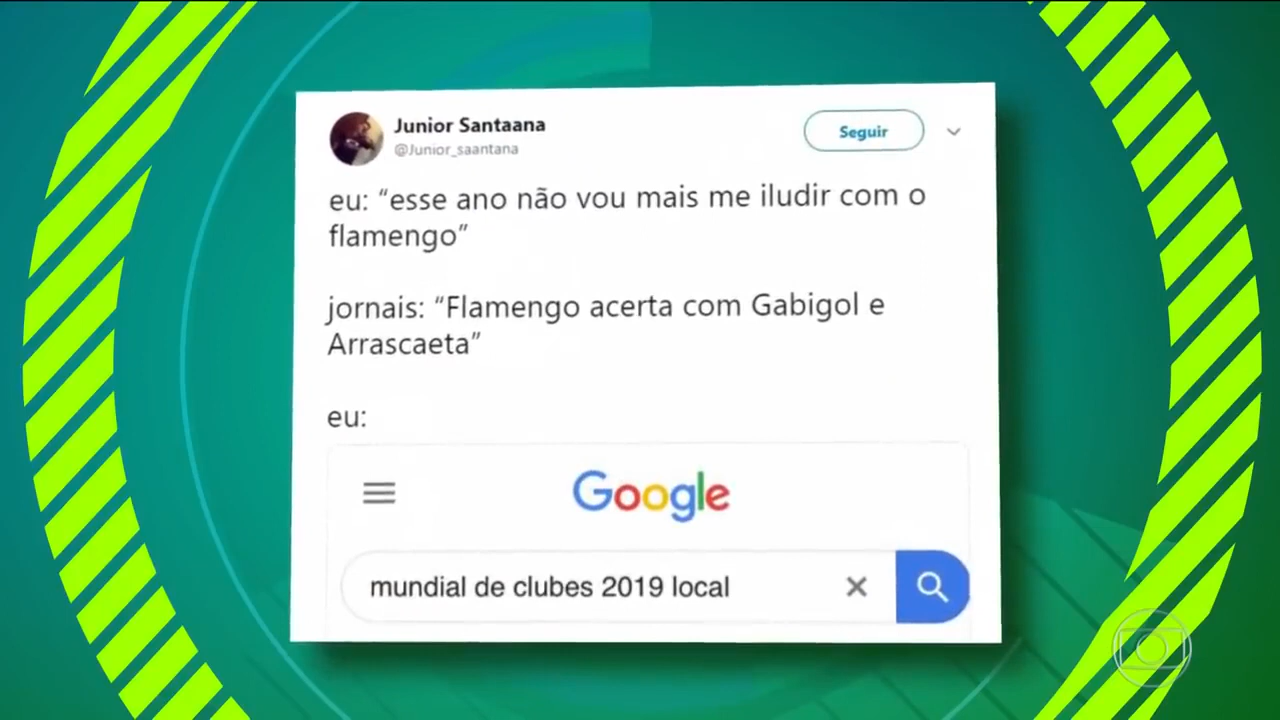 Junior Santaana
@Junior_saantana
Seguir
eu: “esse ano não vou mais me iludir com o
flamengo”
jornais: “Flamengo acerta com Gabigol e
Arrascaeta”
eu:
Google
mundial de clubes 2019 local